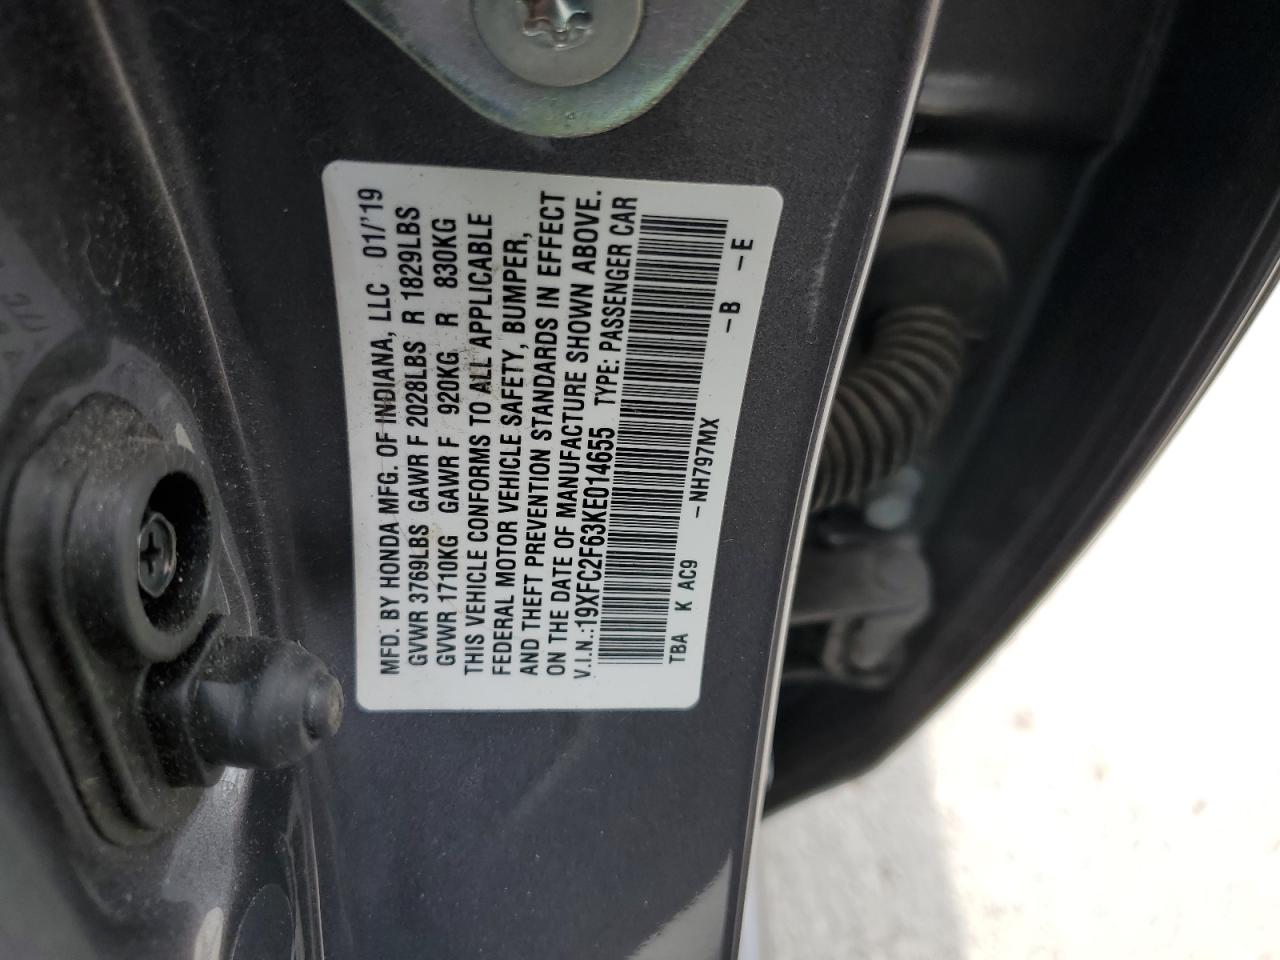 MFD. BY HONDA MFG. OF INDIANA, LLC 01/'19
GVWR 3769LBS GAWR F 2028LBS R 1829LBS
GVWR 1710KG GAWR F 920KG R 830KG
THIS VEHICLE CONFORMS TO ALL APPLICABLE
FEDERAL MOTOR VEHICLE SAFETY, BUMPER,
AND THEFT PREVENTION STANDARDS IN EFFECT
ON THE DATE OF MANUFACTURE SHOWN ABOVE.
V.I.N.:19XFC2F63KE014655 TYPE: PASSENGER CAR
TBA K AC9 -NH797MX -B -E